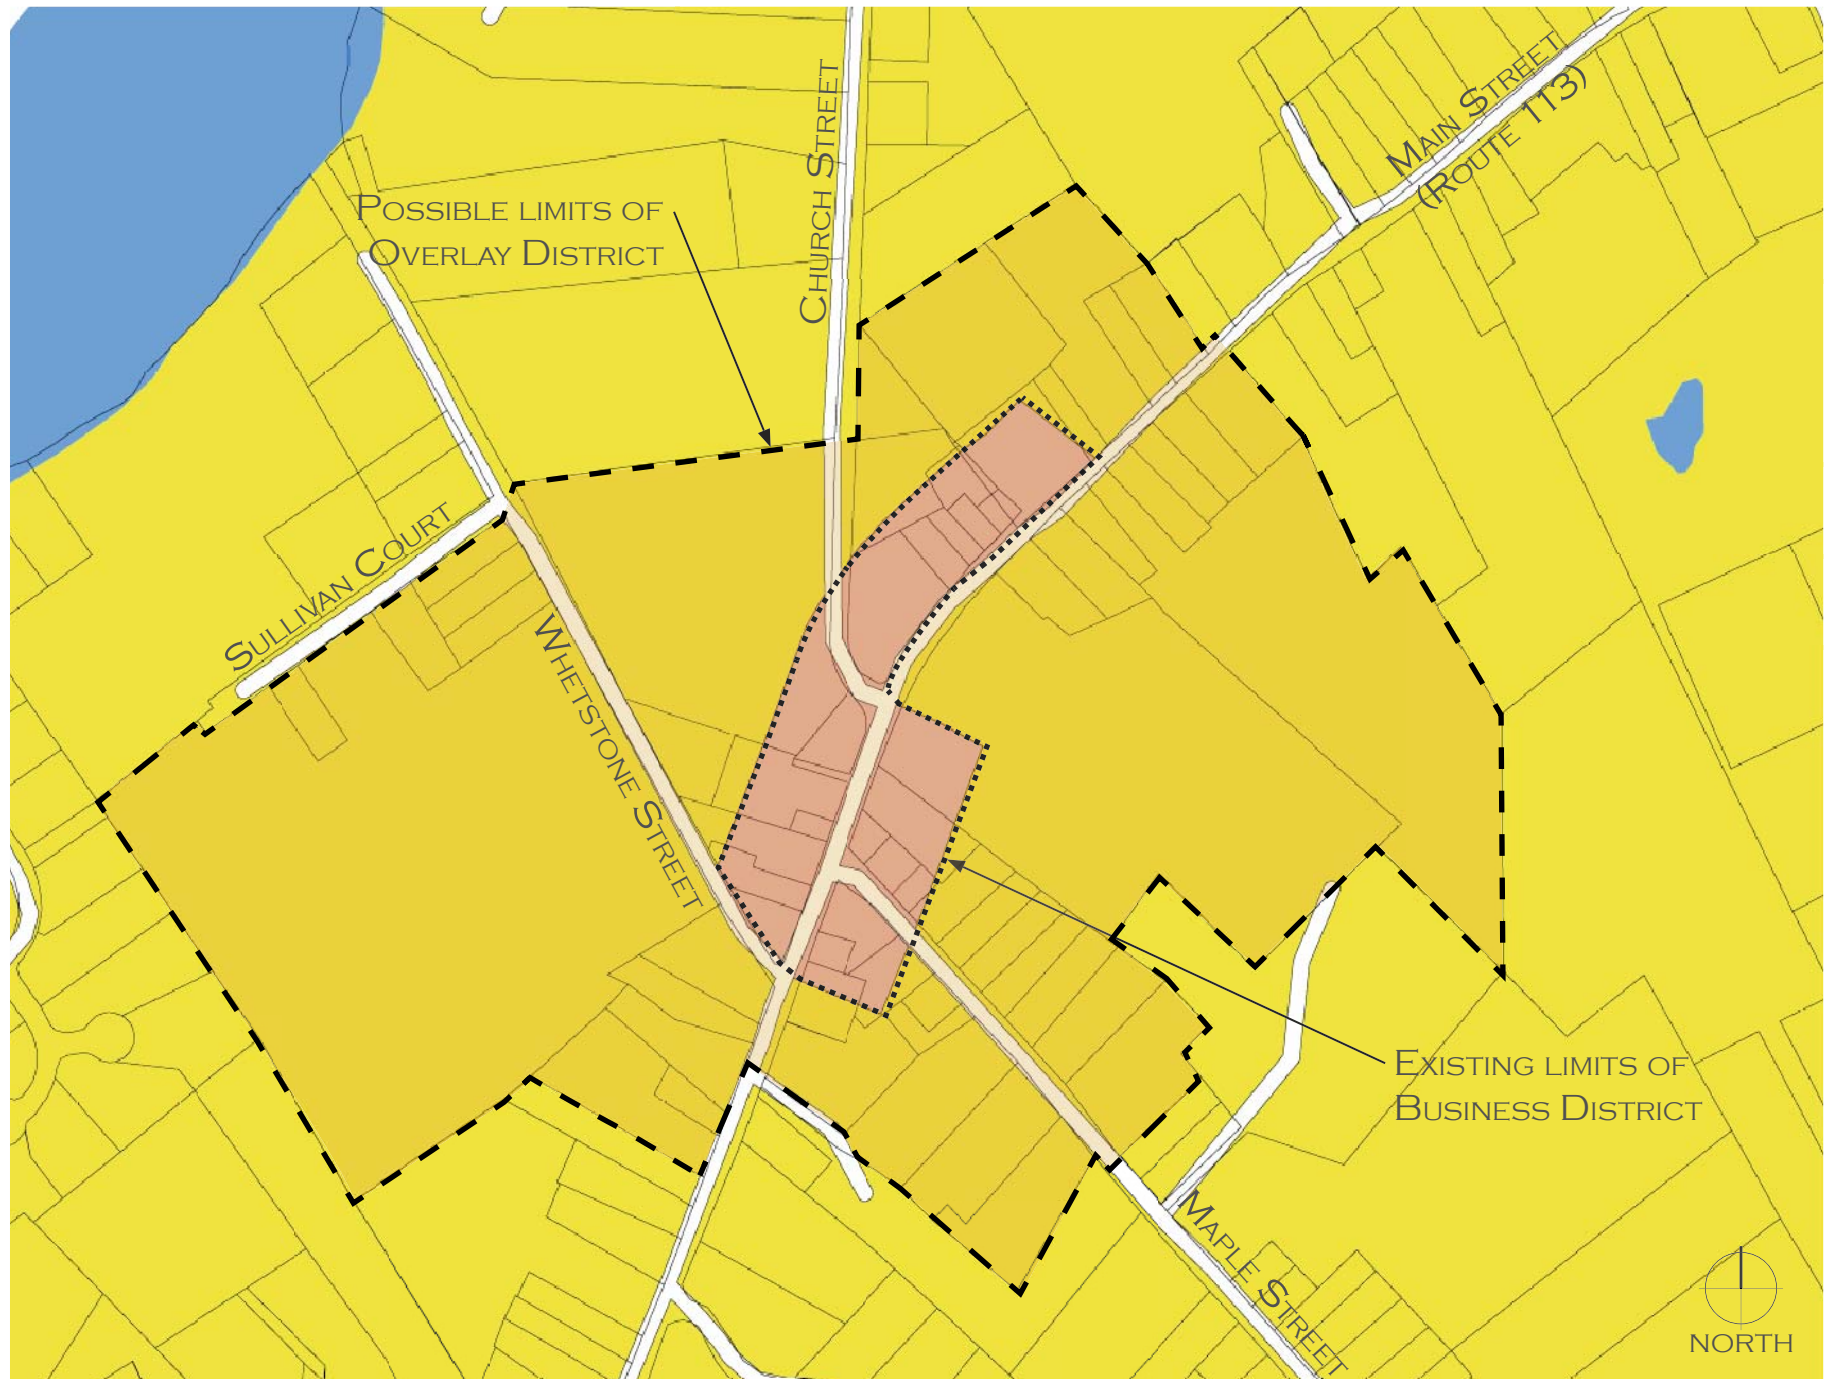 Main Street
(Route 113)
Church Street
Possible limits of
Overlay District
Sullivan Court
Whetstone Street
Existing limits of
Business District
Maple Street
NORTH